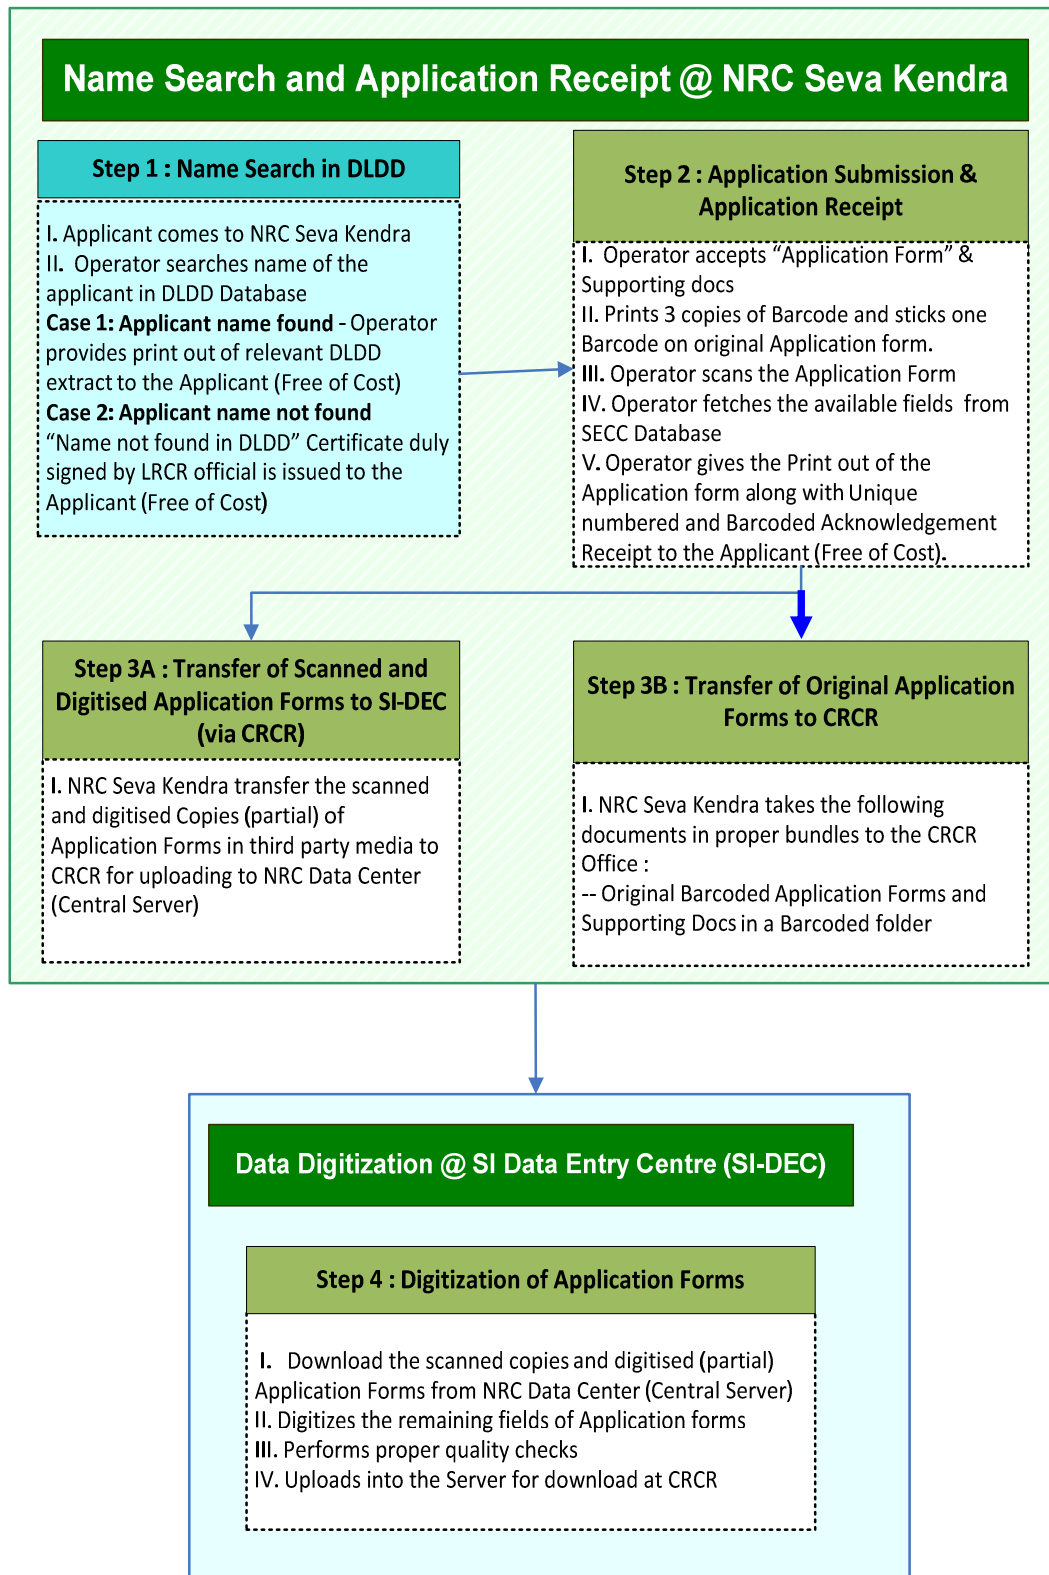 Name Search and Application Receipt @ NRC Seva Kendra
Step 1 : Name Search in DLDD
I. Applicant comes to NRC Seva Kendra
II. Operator searches name of the
applicant in DLDD Database
Case 1: Applicant name found - Operator
provides print out of relevant DLDD
extract to the Applicant (Free of Cost)
Case 2: Applicant name not found
“Name not found in DLDD” Certificate duly
signed by LRCR official is issued to the
Applicant (Free of Cost)
Step 2 : Application Submission &
Application Receipt
I. Operator accepts “Application Form” &
Supporting docs
II. Prints 3 copies of Barcode and sticks one
Barcode on original Application form.
III. Operator scans the Application Form
IV. Operator fetches the available fields from
SECC Database
V. Operator gives the Print out of the
Application form along with Unique
numbered and Barcoded Acknowledgement
Receipt to the Applicant (Free of Cost).
Step 3A : Transfer of Scanned and
Digitised Application Forms to SI-DEC
(via CRCR)
I. NRC Seva Kendra transfer the scanned
and digitised Copies (partial) of
Application Forms in third party media to
CRCR for uploading to NRC Data Center
(Central Server)
Step 3B : Transfer of Original Application
Forms to CRCR
I. NRC Seva Kendra takes the following
documents in proper bundles to the CRCR
Office :
-- Original Barcoded Application Forms and
Supporting Docs in a Barcoded folder
Data Digitization @ SI Data Entry Centre (SI-DEC)
Step 4 : Digitization of Application Forms
I. Download the scanned copies and digitised (partial)
Application Forms from NRC Data Center (Central Server)
II. Digitizes the remaining fields of Application forms
III. Performs proper quality checks
IV. Uploads into the Server for download at CRCR